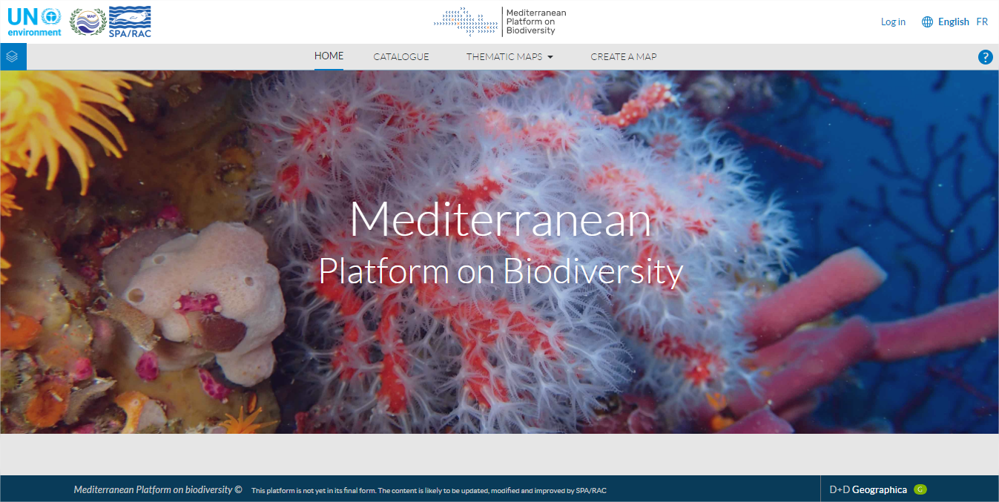 UN
environment
MAP
SPA/RAC
Mediterranean
Platform on
Biodiversity
Log in
English FR
HOME CATALOGUE THEMATIC MAPS CREATE A MAP
?
Mediterranean
Platform on Biodiversity
Mediterranean Platform on biodiversity © This platform is not yet in its final form. The content is likely to be updated, modified and improved by SPA/RAC
D+D Geographica G